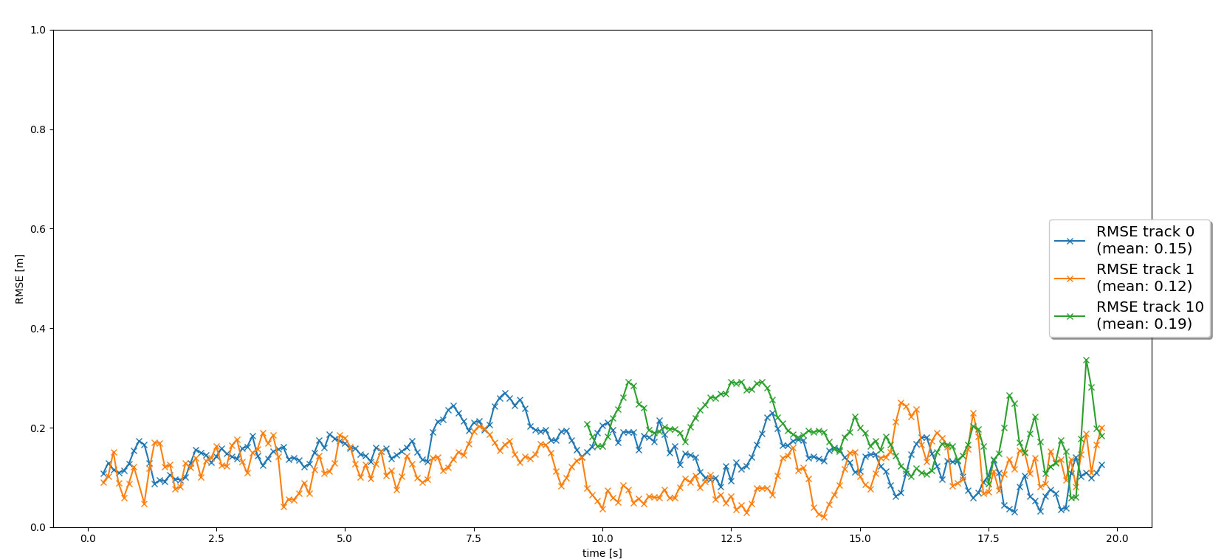 1.0
0.8
0.6
0.4
0.2
0.0
RMSE [m]
0.0 2.5 5.0 7.5 10.0 12.5 15.0 17.5 20.0
time [s]
RMSE track 0
(mean: 0.15)
RMSE track 1
(mean: 0.12)
RMSE track 10
(mean: 0.19)